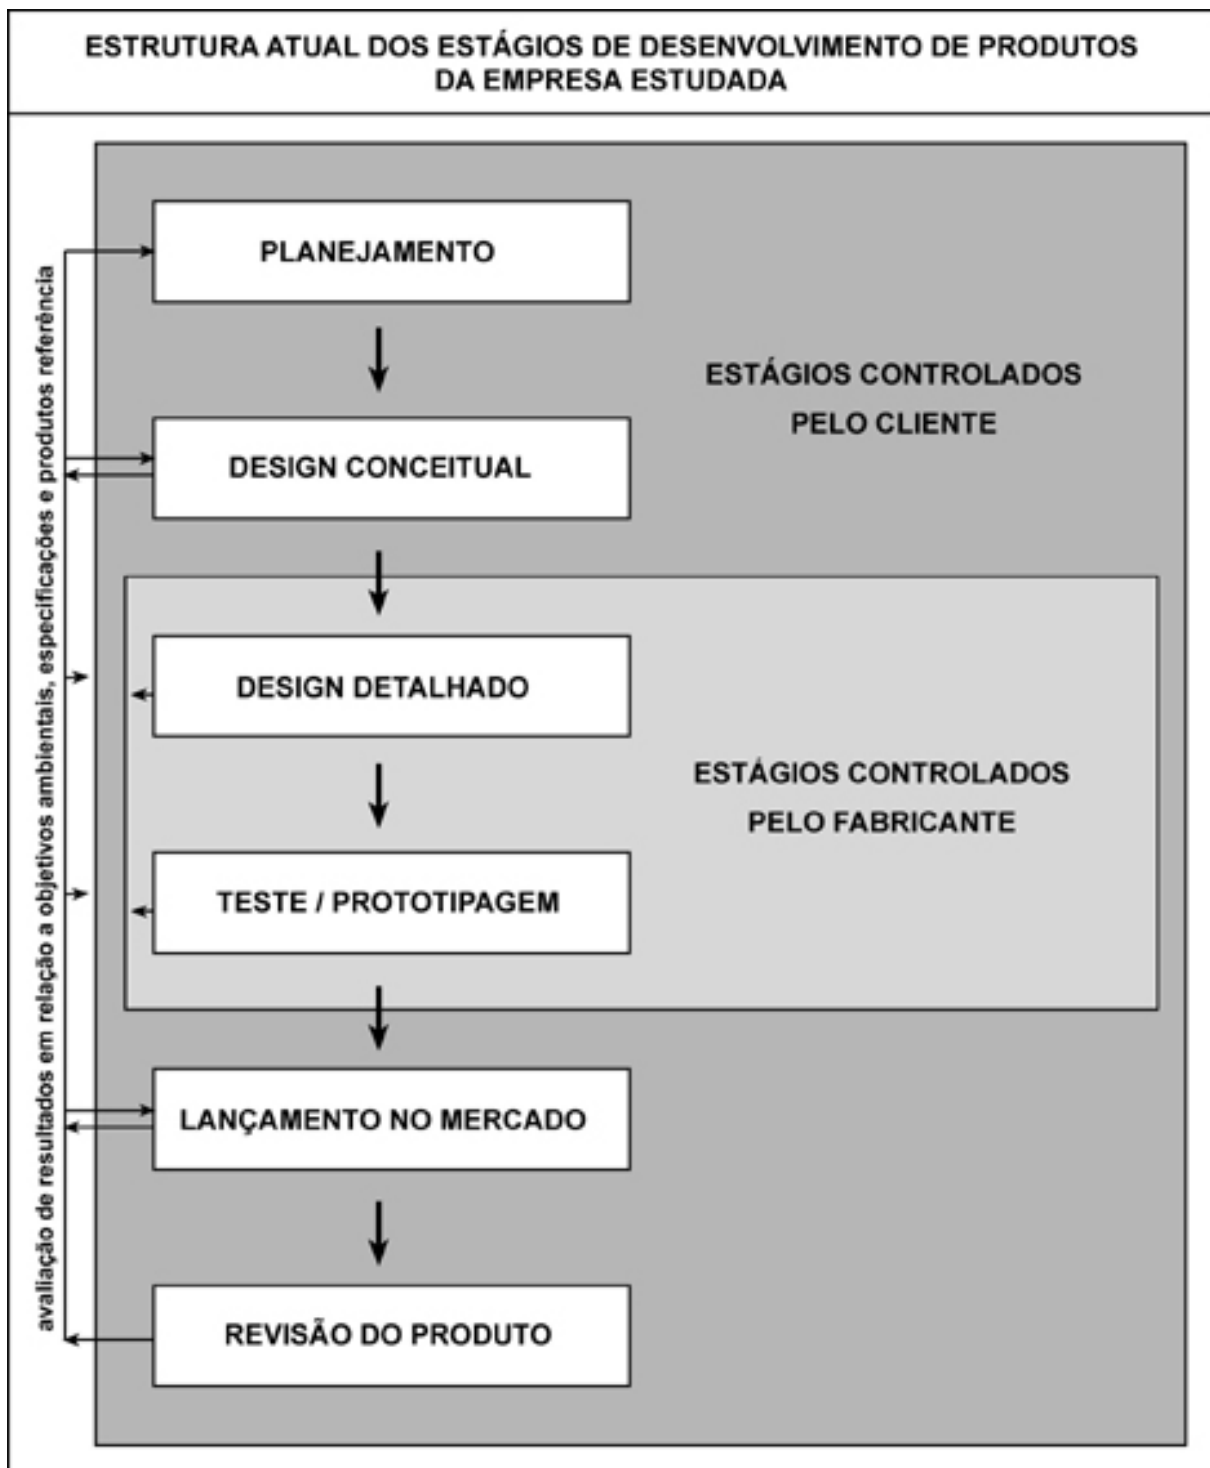 ESTRUTURA ATUAL DOS ESTÁGIOS DE DESENVOLVIMENTO DE PRODUTOS
DA EMPRESA ESTUDADA
avaliação de resultados em relação a objetivos ambientais, especificações e produtos referência
PLANEJAMENTO
ESTÁGIOS CONTROLADOS
PELO CLIENTE
DESIGN CONCEITUAL
DESIGN DETALHADO
ESTÁGIOS CONTROLADOS
PELO FABRICANTE
TESTE / PROTOTIPAGEM
LANÇAMENTO NO MERCADO
REVISÃO DO PRODUTO